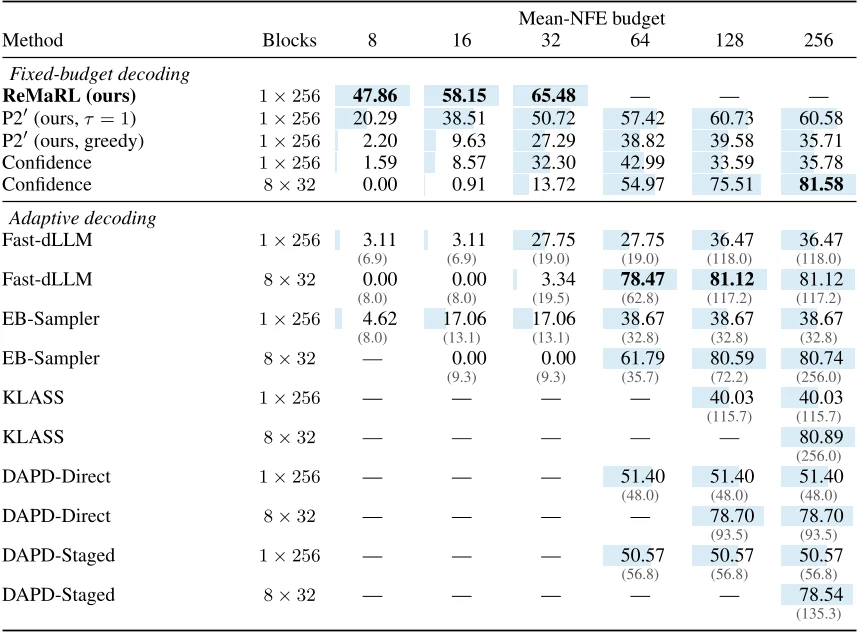 Mean-NFE budget
Method Blocks 8 16 32 64 128 256
Fixed-budget decoding
ReMaRL (ours) 1 × 256 47.86 58.15 65.48 — — —
P2′ (ours, τ = 1) 1 × 256 20.29 38.51 50.72 57.42 60.73 60.58
P2′ (ours, greedy) 1 × 256 2.20 9.63 27.29 38.82 39.58 35.71
Confidence 1 × 256 1.59 8.57 32.30 42.99 33.59 35.78
Confidence 8 × 32 0.00 0.91 13.72 54.97 75.51 81.58
Adaptive decoding
Fast-dLLM 1 × 256 3.11 3.11 27.75 27.75 36.47 36.47
(6.9) (6.9) (19.0) (19.0) (118.0) (118.0)
Fast-dLLM 8 × 32 0.00 0.00 3.34 78.47 81.12 81.12
(8.0) (8.0) (19.5) (62.8) (117.2) (117.2)
EB-Sampler 1 × 256 4.62 17.06 17.06 38.67 38.67 38.67
(8.0) (13.1) (13.1) (32.8) (32.8) (32.8)
EB-Sampler 8 × 32 — 0.00 0.00 61.79 80.59 80.74
(9.3) (9.3) (35.7) (72.2) (256.0)
KLASS 1 × 256 — — — — 40.03 40.03
(115.7) (115.7)
KLASS 8 × 32 — — — — — 80.89
(256.0)
DAPD-Direct 1 × 256 — — — 51.40 51.40 51.40
(48.0) (48.0) (48.0)
DAPD-Direct 8 × 32 — — — — 78.70 78.70
(93.5) (93.5)
DAPD-Staged 1 × 256 — — — 50.57 50.57 50.57
(56.8) (56.8) (56.8)
DAPD-Staged 8 × 32 — — — — — 78.54
(135.3)